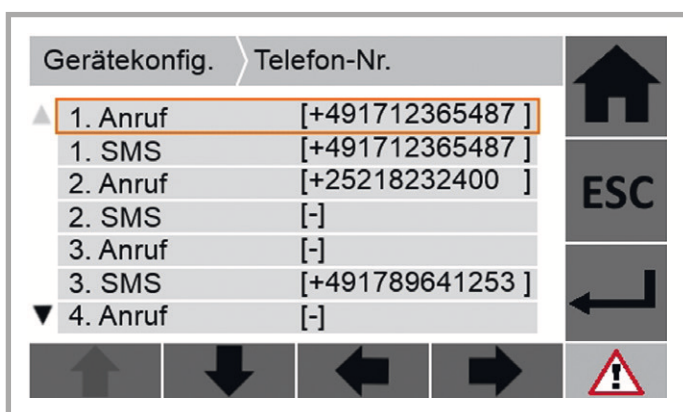 Gerätekonfig. Telefon-Nr.
1. Anruf [+491712365487 ]
1. SMS [+491712365487 ]
2. Anruf [+25218232400 ]
2. SMS [-]
3. Anruf [-]
3. SMS [+491789641253 ]
4. Anruf [-]
ESC